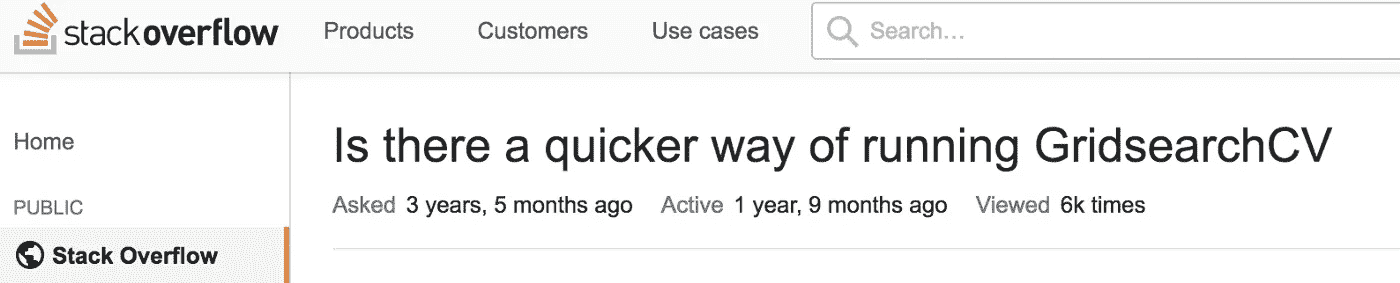 stackoverflow Products Customers Use cases Search...
Home
Is there a quicker way of running GridsearchCV
Asked 3 years, 5 months ago Active 1 year, 9 months ago Viewed 6k times
PUBLIC
Stack Overflow